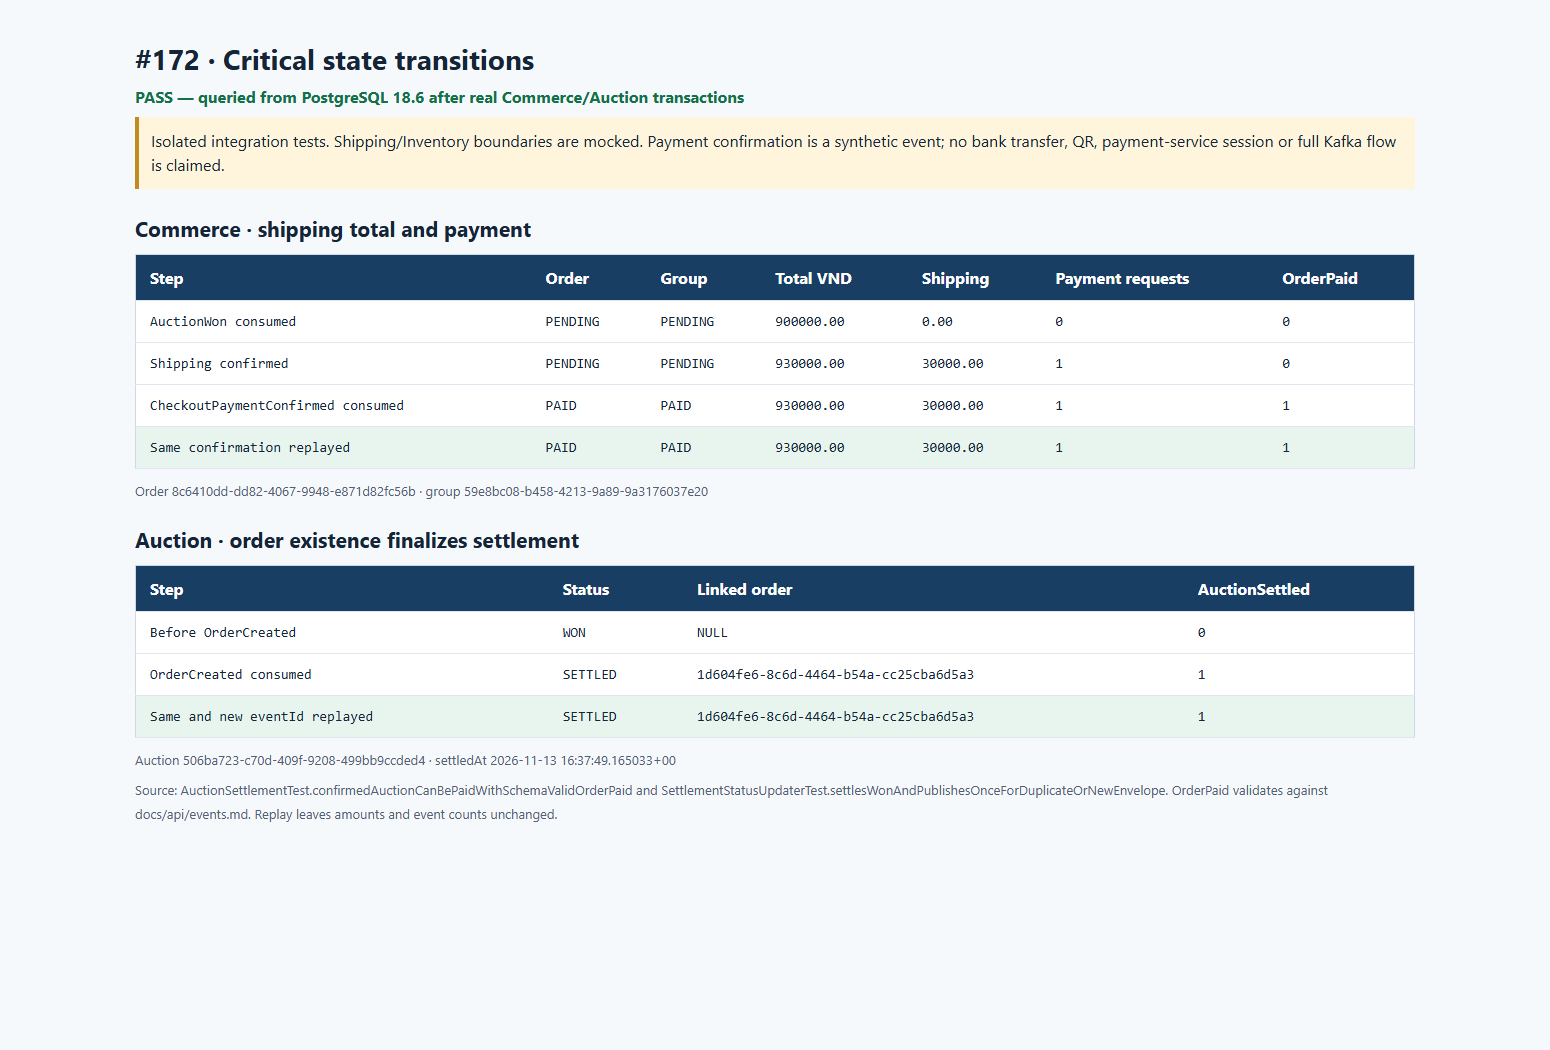 #172 · Critical state transitions
PASS — queried from PostgreSQL 18.6 after real Commerce/Auction transactions
Isolated integration tests. Shipping/Inventory boundaries are mocked. Payment confirmation is a synthetic event; no bank transfer, QR, payment-service session or full Kafka flow
is claimed.
Commerce · shipping total and payment
Step Order Group Total VND Shipping Payment requests OrderPaid
AuctionWon consumed PENDING PENDING 900000.00 0.00 0 0
Shipping confirmed PENDING PENDING 930000.00 30000.00 1 0
CheckoutPaymentConfirmed consumed PAID PAID 930000.00 30000.00 1 1
Same confirmation replayed PAID PAID 930000.00 30000.00 1 1
Order 8c6410dd-dd82-4067-9948-e871d82fc56b · group 59e8bc08-b458-4213-9a89-9a3176037e20
Auction · order existence finalizes settlement
Step Status Linked order AuctionSettled
Before OrderCreated WON NULL 0
OrderCreated consumed SETTLED 1d604fe6-8c6d-4464-b54a-cc25cba6d5a3 1
Same and new eventId replayed SETTLED 1d604fe6-8c6d-4464-b54a-cc25cba6d5a3 1
Auction 506ba723-c70d-409f-9208-499bb9ccded4 · settledAt 2026-11-13 16:37:49.165033+00
Source: AuctionSettlementTest.confirmedAuctionCanBePaidWithSchemaValidOrderPaid and SettlementStatusUpdaterTest.settlesWonAndPublishesOnceForDuplicateOrNewEnvelope. OrderPaid validates against
docs/api/events.md. Replay leaves amounts and event counts unchanged.